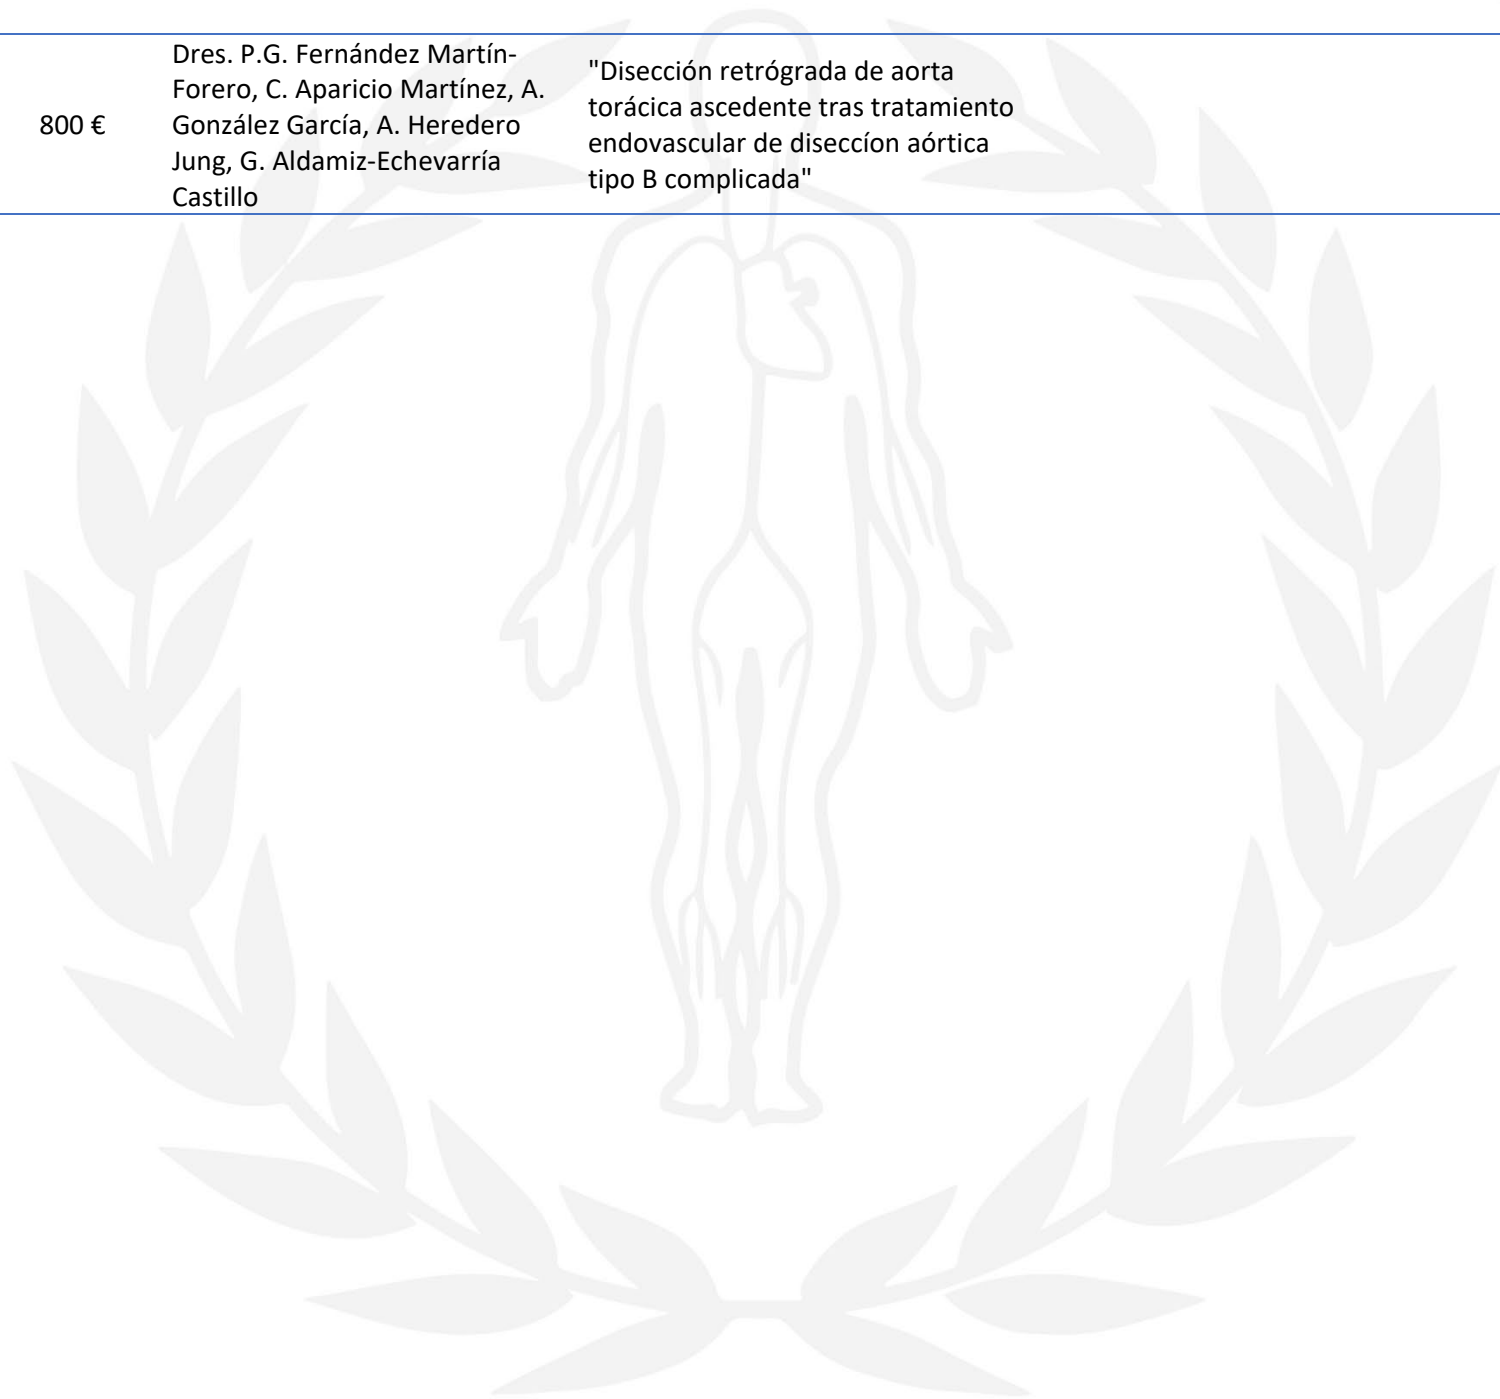 800 €
Dres. P.G. Fernández Martín-
Forero, C. Aparicio Martínez, A.
González García, A. Heredero
Jung, G. Aldamiz-Echevarría
Castillo
"Disección retrógrada de aorta
torácica ascedente tras tratamiento
endovascular de diseccíon aórtica
tipo B complicada"